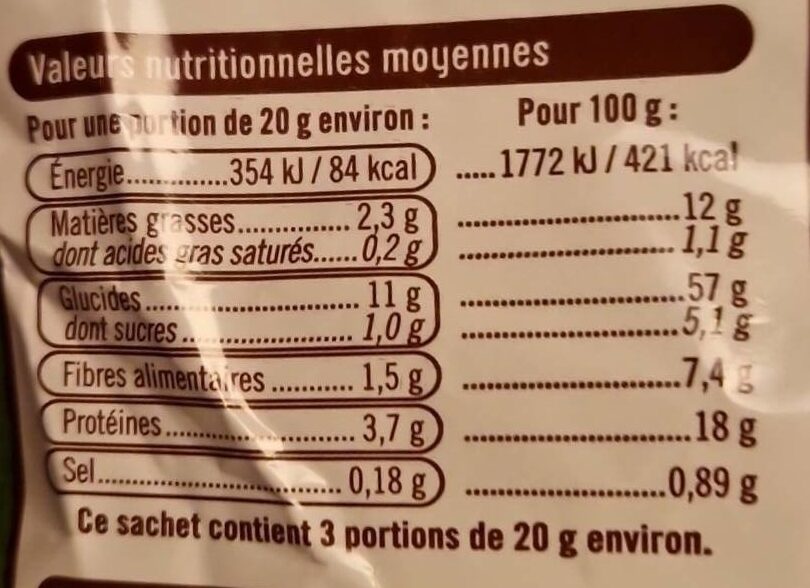 Valeurs nutritionnelles moyennes
Pour une portion de 20 g environ : Pour 100 g :
Énergie..............354 kJ / 84 kcal .....1772 kJ / 421 kcal
Matières grasses............... 2,3 g ..............................12 g
dont acides gras saturés......0,2 g .............................. 1,1 g
Glucides............................. 11 g ..............................57 g
dont sucres....................... 1,0 g ..............................5,1 g
Fibres alimentaires........... 1,5 g ..............................7,4 g
Protéines......................... 3,7 g ..............................18 g
Sel.................................. 0,18 g ...........................0,89 g
Ce sachet contient 3 portions de 20 g environ.